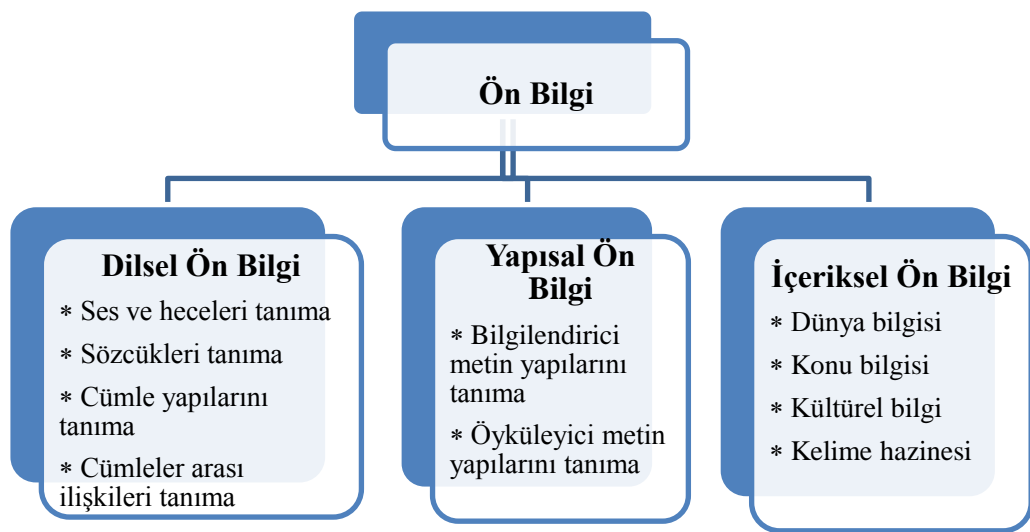 Ön Bilgi
Dilsel Ön Bilgi
* Ses ve heceleri tanıma
* Sözcükleri tanıma
* Cümle yapılarını
tanıma
* Cümleler arası
ilişkileri tanıma
Yapısal Ön
Bilgi
* Bilgilendirici
metin yapılarını
tanıma
* Öyküleyici metin
yapılarını tanıma
İçeriksel Ön Bilgi
* Dünya bilgisi
* Konu bilgisi
* Kültürel bilgi
* Kelime hazinesi